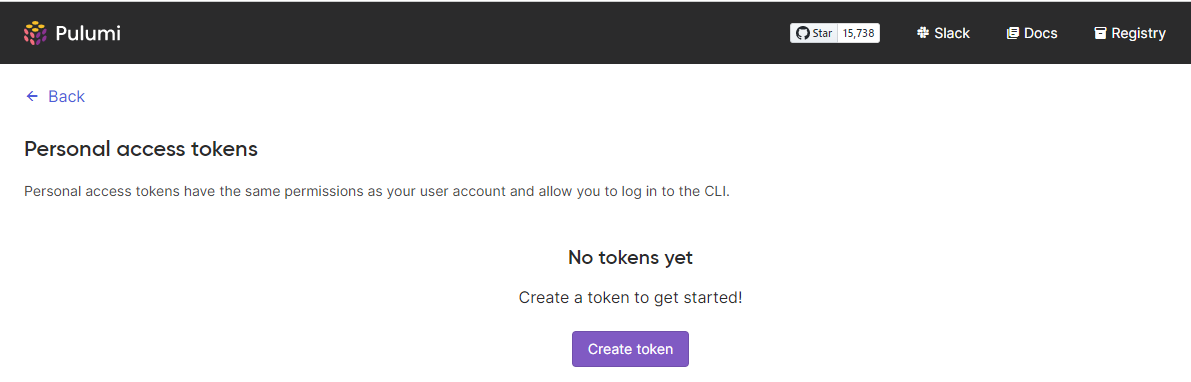 Pulumi
Star 15,738 Slack Docs Registry
Back
Personal access tokens
Personal access tokens have the same permissions as your user account and allow you to log in to the CLI.
No tokens yet
Create a token to get started!
Create token